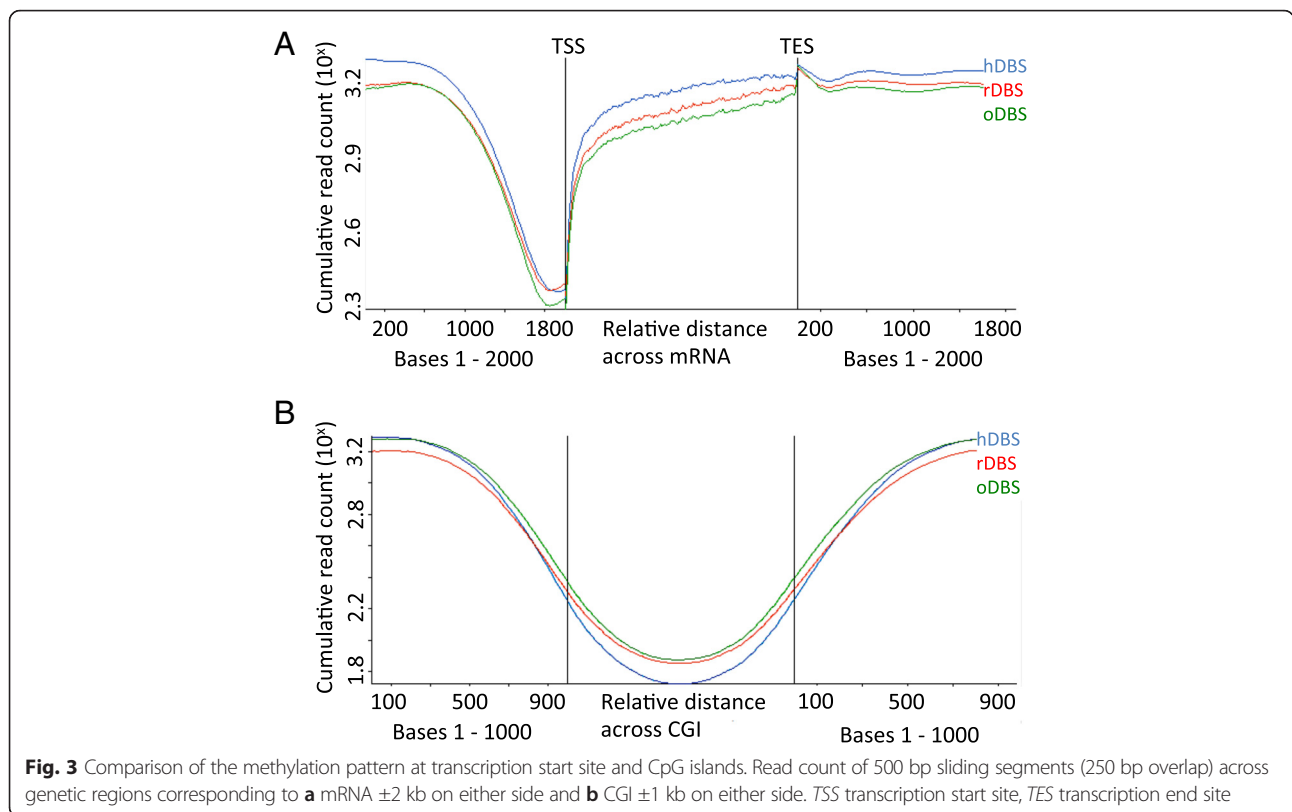 A
TSS
TES
Cumulative read count (10ˣ)
3.2
2.9
2.6
2.3
hDBS
rDBS
oDBS
200 1000 1800 Relative distance 200 1000 1800
Bases 1 - 2000 across mRNA Bases 1 - 2000
B
Cumulative read count (10ˣ)
3.2
2.8
2.2
1.8
hDBS
rDBS
oDBS
100 500 900 Relative distance 100 500 900
Bases 1 - 1000 across CGI Bases 1 - 1000
Fig. 3 Comparison of the methylation pattern at transcription start site and CpG islands. Read count of 500 bp sliding segments (250 bp overlap) across
genetic regions corresponding to a mRNA ±2 kb on either side and b CGI ±1 kb on either side. TSS transcription start site, TES transcription end site